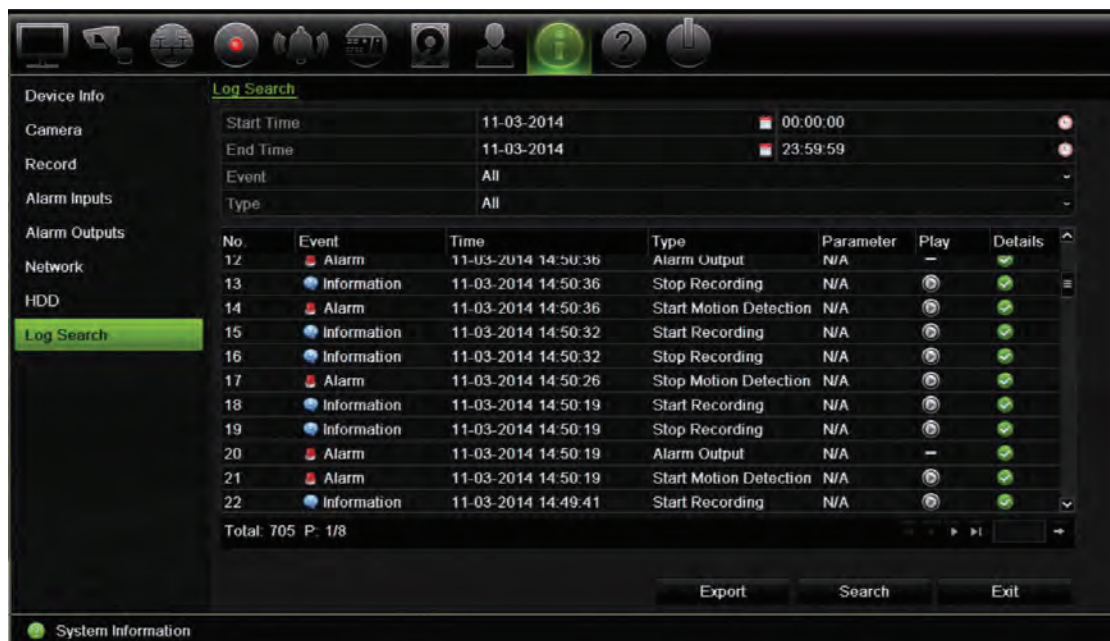 Device Info
Camera
Record
Alarm Inputs
Alarm Outputs
Network
HDD
Log Search
Log Search
Start Time 11-03-2014 00:00:00
End Time 11-03-2014 23:59:59
Event All
Type All
No. Event Time Type Parameter Play Details
12 Alarm 11-03-2014 14:50:36 Alarm Output N/A —
13 Information 11-03-2014 14:50:36 Stop Recording N/A
14 Alarm 11-03-2014 14:50:36 Start Motion Detection N/A
15 Information 11-03-2014 14:50:32 Start Recording N/A
16 Information 11-03-2014 14:50:32 Stop Recording N/A
17 Alarm 11-03-2014 14:50:26 Stop Motion Detection N/A
18 Information 11-03-2014 14:50:19 Start Recording N/A
19 Information 11-03-2014 14:50:19 Stop Recording N/A
20 Alarm 11-03-2014 14:50:19 Alarm Output N/A —
21 Alarm 11-03-2014 14:50:19 Start Motion Detection N/A
22 Information 11-03-2014 14:49:41 Start Recording N/A
Total: 705 P: 1/8
Export Search Exit
System Information